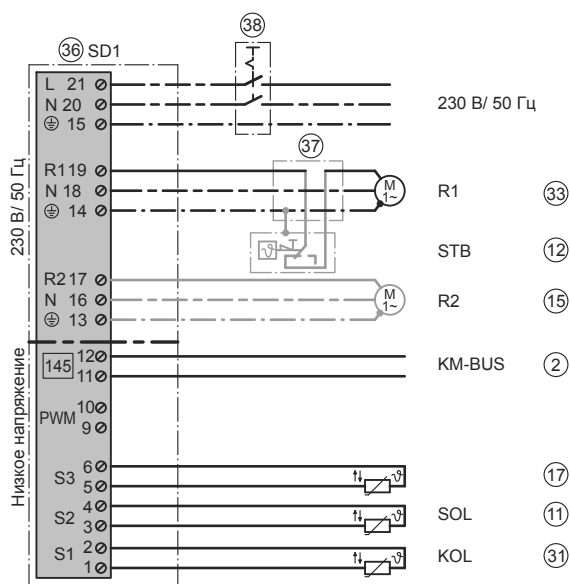 38
36 SD1
L 21
N 20
15
230 В/ 50 Гц
37
R1 19
N 18
14
M 1~
R1
33
STB
12
R2 17
N 16
13
M 1~
R2
15
230 В/ 50 Гц
145
12
11
KM-BUS
2
PWM
10
9
Низкое напряжение
S3
6
5
ϑ
17
S2
4
3
ϑ
SOL
11
S1
2
1
ϑ
KOL
31